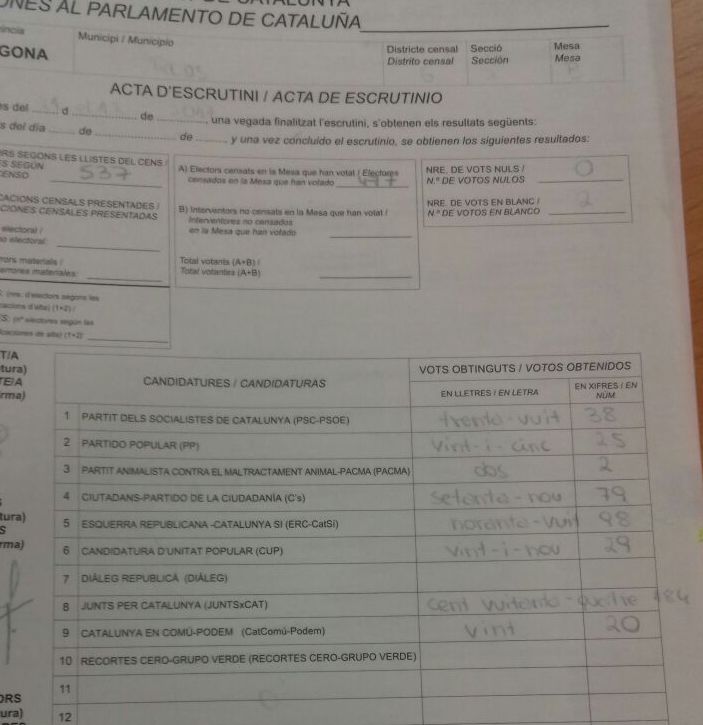 AL PARLAMENTO DE CATALUÑA
Municipi / Municipio
Districte censal Secció Mesa
GONA
Distrito censal Sección Mesa
ACTA D'ESCRUTINI / ACTA DE ESCRUTINIO
s del d de una vegada finalitzat l'escrutini, s'obtenen els resultats següents:
s del día de de y una vez concluido el escrutinio, se obtienen los siguientes resultados:
RS SEGONS LES LLISTES DEL CENS /
S SEGÚN
CENSO 537
A) Electors censats en la Mesa que han votat / Electores
censados en la Mesa que han votado
NRE. DE VOTS NULS / 0
N.º DE VOTOS NULOS
CACIONS CENSALS PRESENTADES /
CIONES CENSALES PRESENTADAS
B) Interventors no censats en la Mesa que han votat /
Interventores no censados
en la Mesa que han votado
NRE. DE VOTS EN BLANC / 2
N.º DE VOTOS EN BLANCO
electoral /
o electoral:
rors materials /
errores materiales:
Total votants (A+B) /
Total votantes (A+B)
(nre. d'electors segons les
cacions d'alta) (1+2) /
S: (nº electores según las
icaciones de alta) (1+2)
T/A
tura)
TE/A
rma)
CANDIDATURES / CANDIDATURAS
VOTS OBTINGUTS / VOTOS OBTENIDOS
EN LLETRES / EN LETRA
EN XIFRES / EN NÚM.
1 PARTIT DELS SOCIALISTES DE CATALUNYA (PSC-PSOE) trenta-vuit 38
2 PARTIDO POPULAR (PP) vint-i-cinc 25
3 PARTIT ANIMALISTA CONTRA EL MALTRACTAMENT ANIMAL-PACMA (PACMA) dos 2
4 CIUTADANS-PARTIDO DE LA CIUDADANÍA (C's) setanta-nou 79
5 ESQUERRA REPUBLICANA -CATALUNYA SI (ERC-CatSí) noranta-vuit 98
6 CANDIDATURA D'UNITAT POPULAR (CUP) vint-i-nou 29
7 DIÀLEG REPUBLICÀ (DIÀLEG)
8 JUNTS PER CATALUNYA (JUNTSxCAT) cent vuitanta-quatre 184
9 CATALUNYA EN COMÚ-PODEM (CatComú-Podem) vint 20
10 RECORTES CERO-GRUPO VERDE (RECORTES CERO-GRUPO VERDE)
11
12
tura)
S
rma)
ORS
ura)